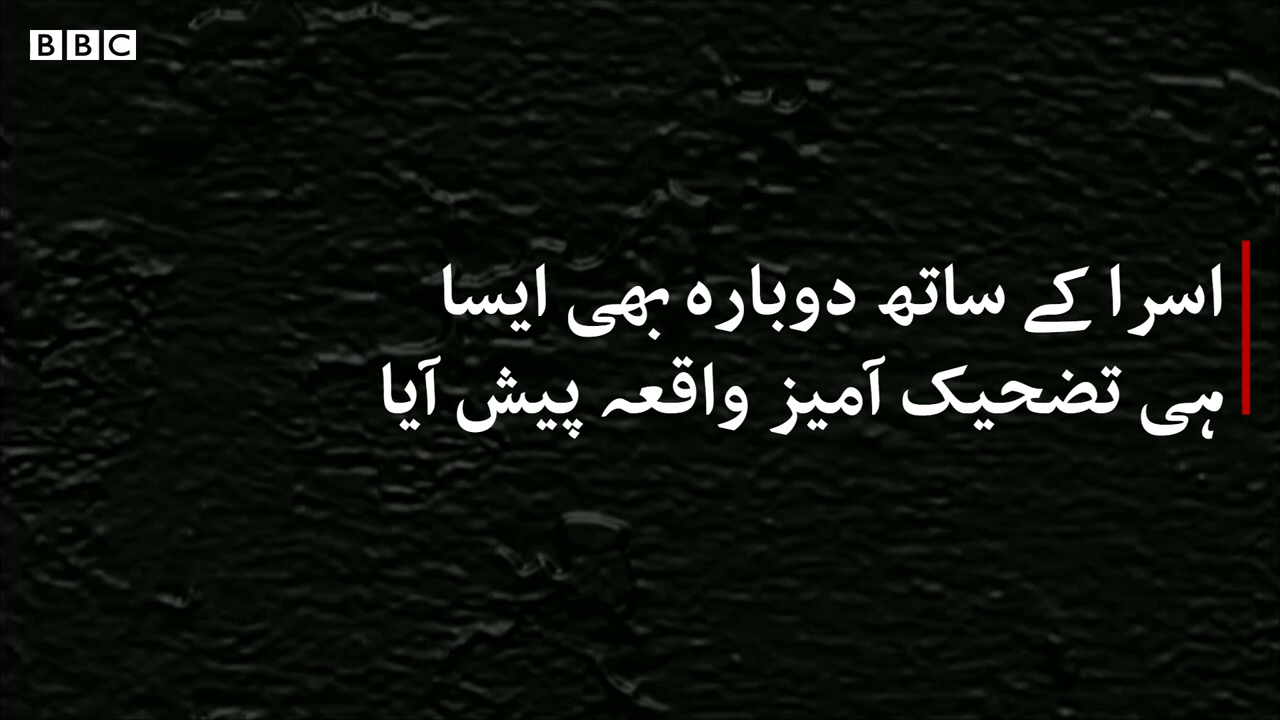 BBC
اسرا کے ساتھ دوبارہ بھی ایسا
ہی تضحیک آمیز واقعہ پیش آیا